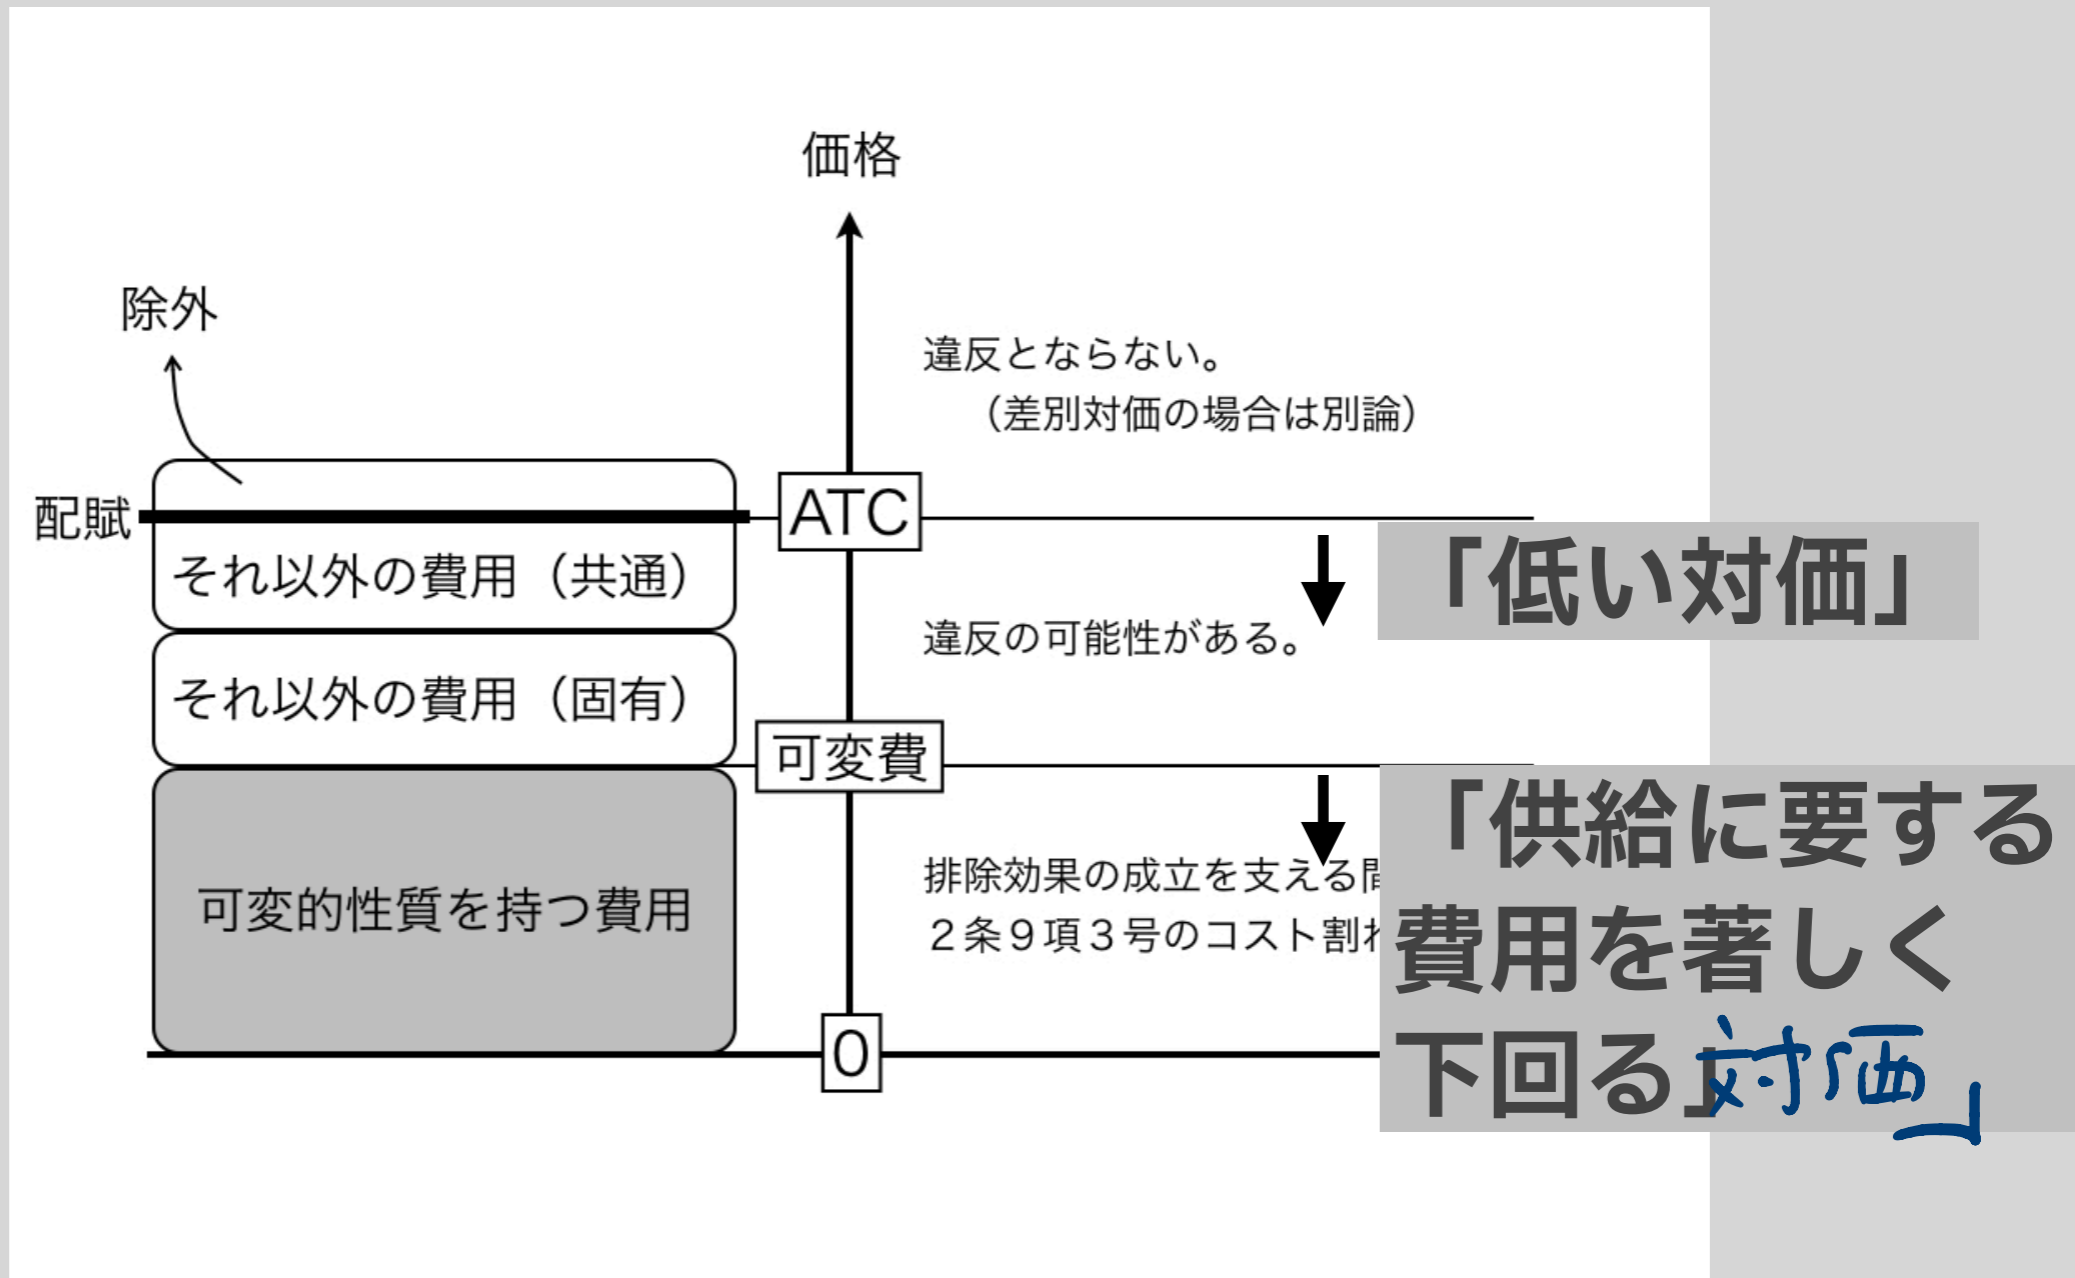 価格
除外
違反とならない。
（差別対価の場合は別論）
配賦
ATC
「低い対価」
それ以外の費用（共通）
違反の可能性がある。
それ以外の費用（固有）
可変費
「供給に要する
費用を著しく
下回る」対価」
可変的性質を持つ費用
排除効果の成立を支える
２条９項３号のコスト割
0